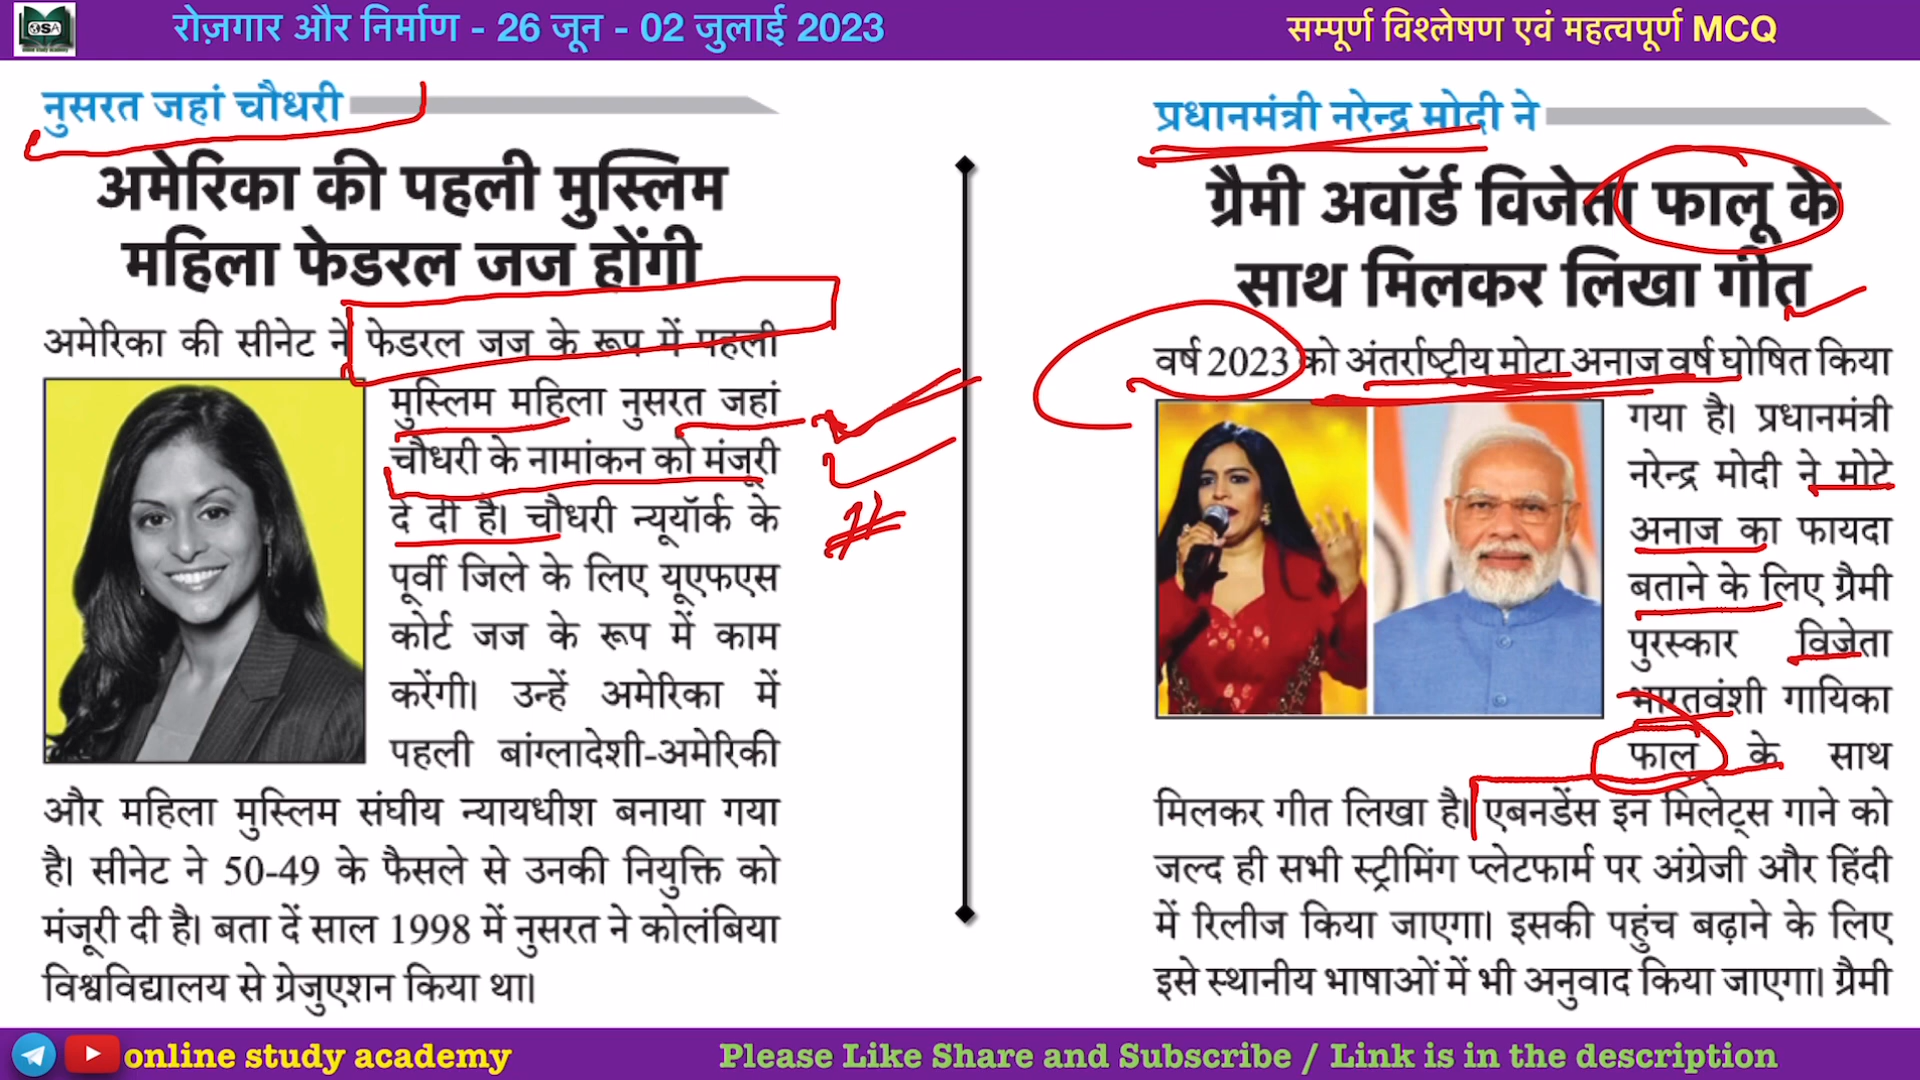 OSA
online study academy
रोज़गार और निर्माण - 26 जून - 02 जुलाई 2023
सम्पूर्ण विश्लेषण एवं महत्वपूर्ण MCQ
नुसरत जहां चौधरी
अमेरिका की पहली मुस्लिम
महिला फेडरल जज होंगी
अमेरिका की सीनेट ने फेडरल जज के रूप में पहली
मुस्लिम महिला नुसरत जहां
चौधरी के नामांकन को मंजूरी
दे दी है। चौधरी न्यूयॉर्क के
पूर्वी जिले के लिए यूएफएस
कोर्ट जज के रूप में काम
करेंगी। उन्हें अमेरिका में
पहली बांग्लादेशी-अमेरिकी
और महिला मुस्लिम संघीय न्यायधीश बनाया गया
है। सीनेट ने 50-49 के फैसले से उनकी नियुक्ति को
मंजूरी दी है। बता दें साल 1998 में नुसरत ने कोलंबिया
विश्वविद्यालय से ग्रेजुएशन किया था।
प्रधानमंत्री नरेन्द्र मोदी ने
ग्रैमी अवॉर्ड विजेता फालू के
साथ मिलकर लिखा गीत
वर्ष 2023 को अंतर्राष्ट्रीय मोटा अनाज वर्ष घोषित किया
गया है। प्रधानमंत्री
नरेन्द्र मोदी ने मोटे
अनाज का फायदा
बताने के लिए ग्रैमी
पुरस्कार विजेता
भारतवंशी गायिका
फालू के साथ
मिलकर गीत लिखा है। एबनडेंस इन मिलेट्स गाने को
जल्द ही सभी स्ट्रीमिंग प्लेटफार्म पर अंग्रेजी और हिंदी
में रिलीज किया जाएगा। इसकी पहुंच बढ़ाने के लिए
इसे स्थानीय भाषाओं में भी अनुवाद किया जाएगा। ग्रैमी
online study academy
Please Like Share and Subscribe / Link is in the description